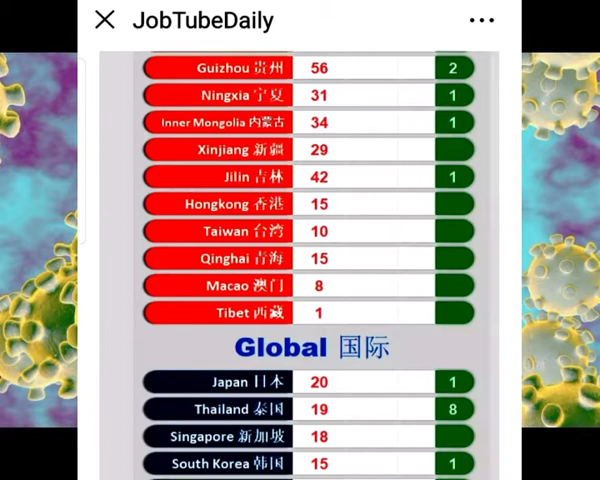 JobTubeDaily
Guizhou 贵州 56 2
Ningxia 宁夏 31 1
Inner Mongolia 内蒙古 34 1
Xinjiang 新疆 29
Jilin 吉林 42 1
Hongkong 香港 15
Taiwan 台湾 10
Qinghai 青海 15
Macao 澳门 8
Tibet 西藏 1
Global 国际
Japan 日本 20 1
Thailand 泰国 19 8
Singapore 新加坡 18
South Korea 韩国 15 1